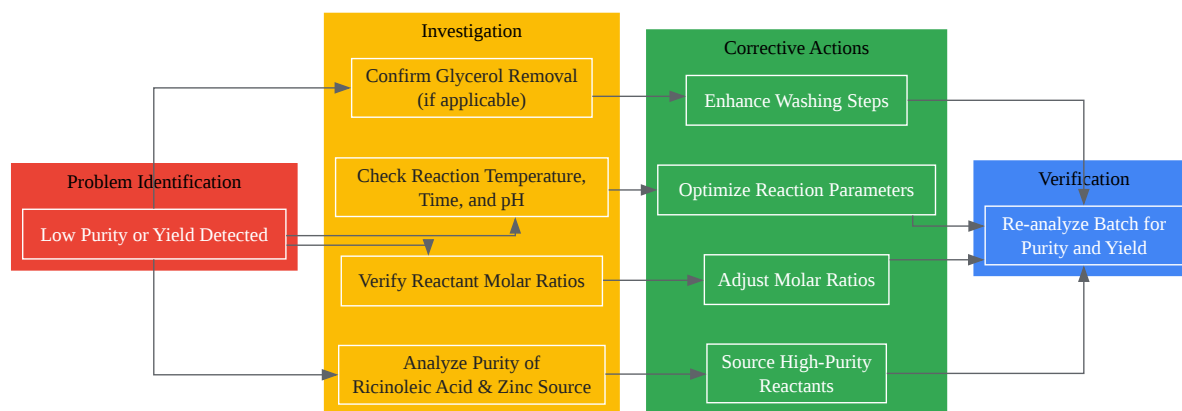 Problem Identification
Low Purity or Yield Detected
Investigation
Confirm Glycerol Removal
(if applicable)
Check Reaction Temperature,
Time, and pH
Verify Reactant Molar Ratios
Analyze Purity of
Ricinoleic Acid & Zinc Source
Corrective Actions
Enhance Washing Steps
Optimize Reaction Parameters
Adjust Molar Ratios
Source High-Purity
Reactants
Verification
Re-analyze Batch for
Purity and Yield